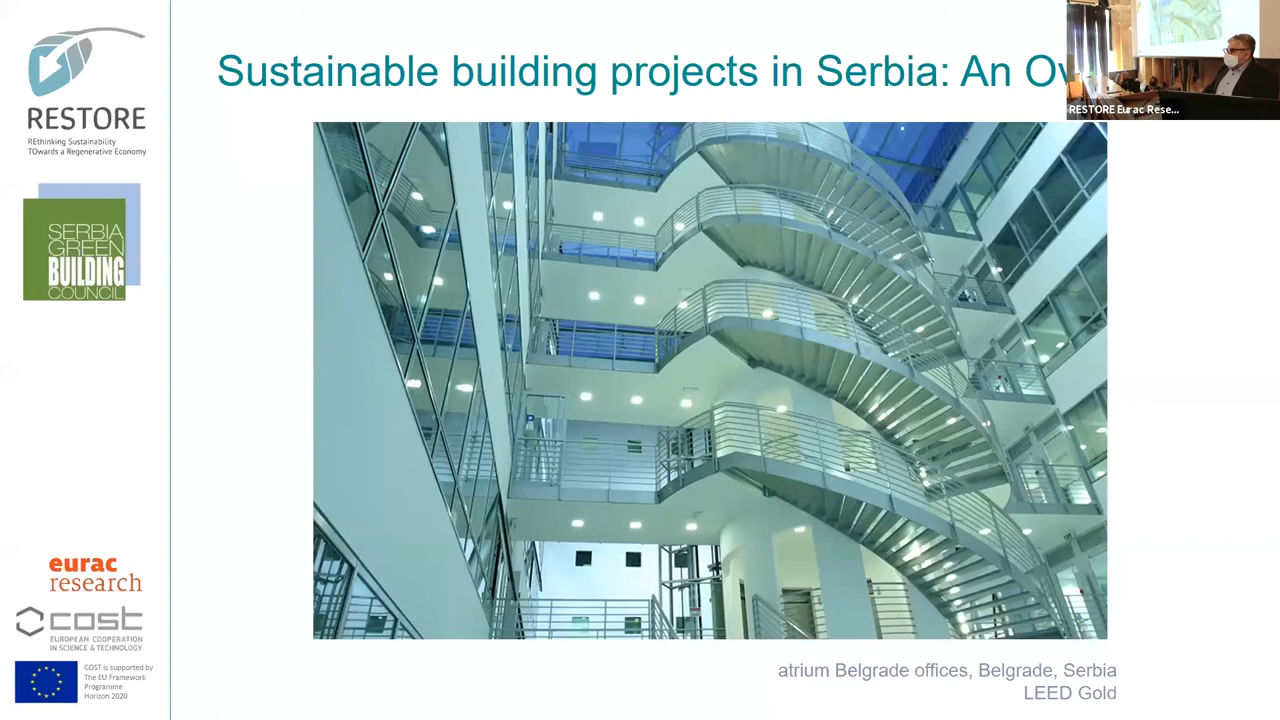 RESTORE
REthinking Sustainability
TOwards a Regenerative Economy
SERBIA
GREEN
BUILDING
COUNCIL
eurac
research
cost
EUROPEAN COOPERATION
IN SCIENCE & TECHNOLOGY
COST is supported by
The EU Framework
Programme
Horizon 2020
Sustainable building projects in Serbia: An Ov
RESTORE Eurac Rese...
atrium Belgrade offices, Belgrade, Serbia
LEED Gold